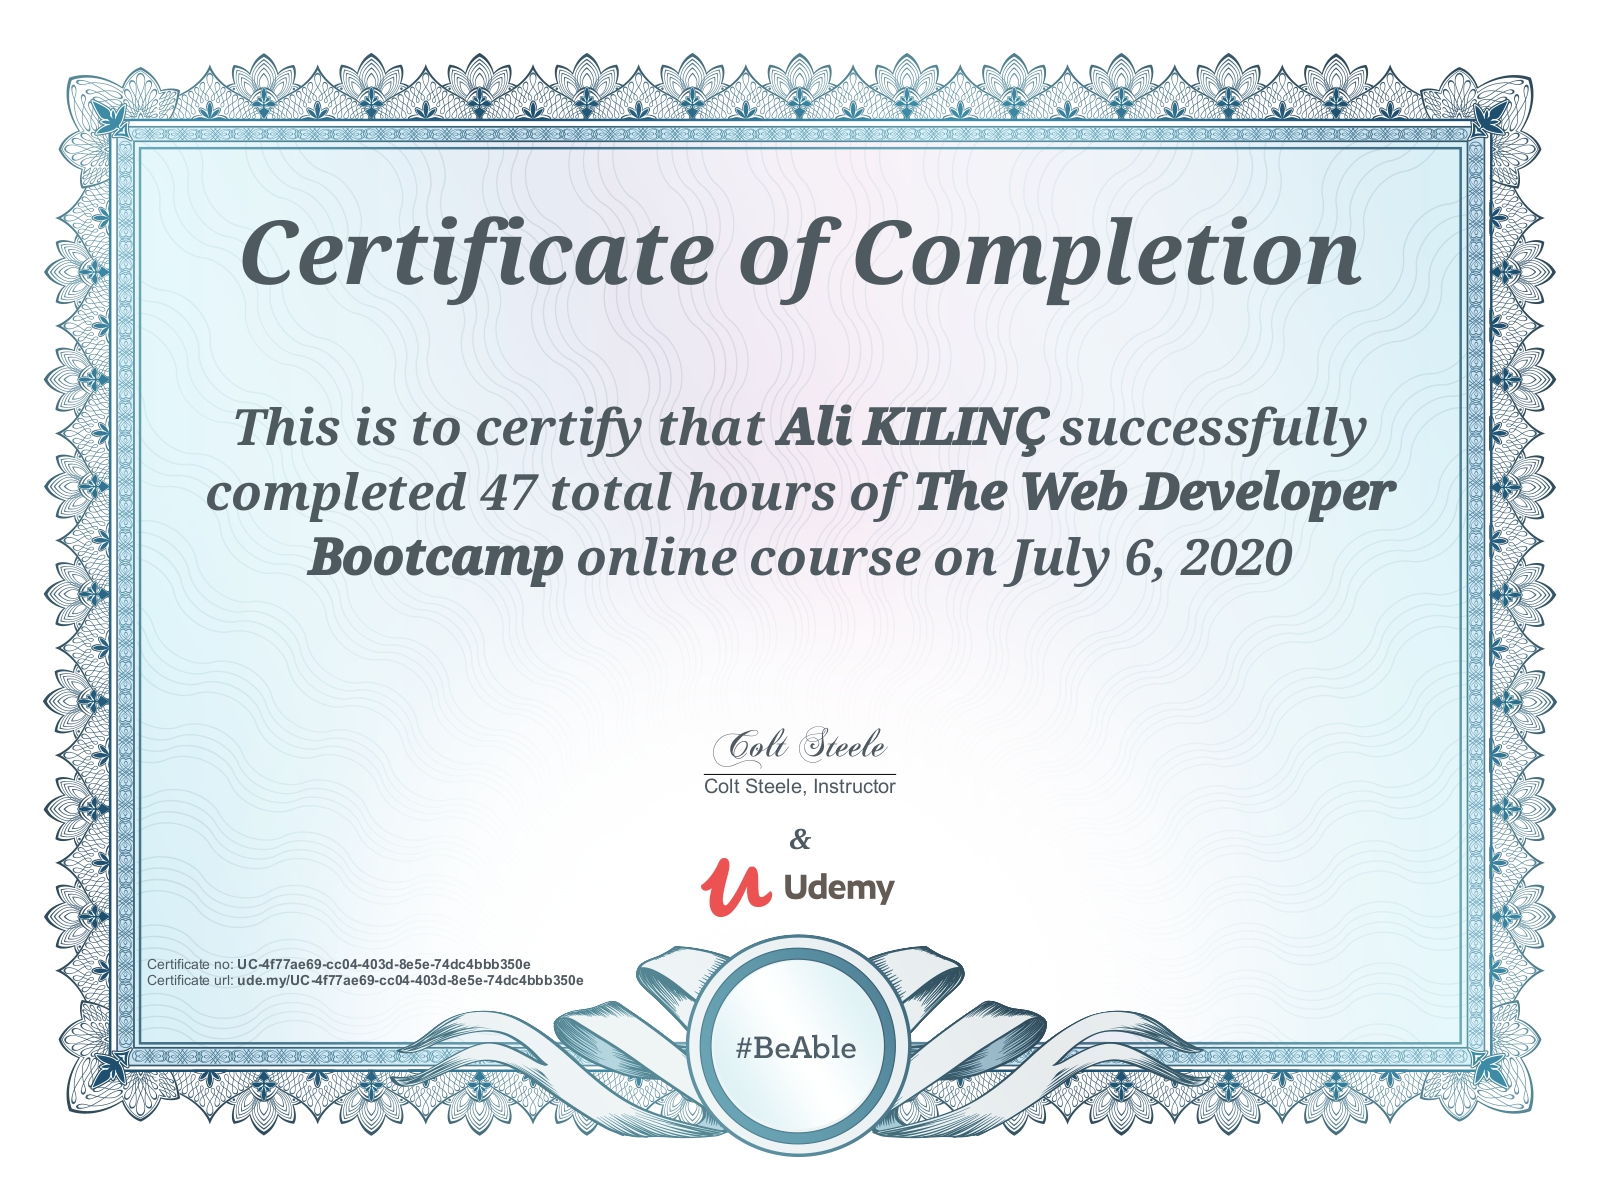 Certificate of Completion
This is to certify that Ali KILINÇ successfully
completed 47 total hours of The Web Developer
Bootcamp online course on July 6, 2020
Colt Steele
Colt Steele, Instructor
&
Udemy
Certificate no: UC-4f77ae69-cc04-403d-8e5e-74dc4bbb350e
Certificate url: ude.my/UC-4f77ae69-cc04-403d-8e5e-74dc4bbb350e
#BeAble